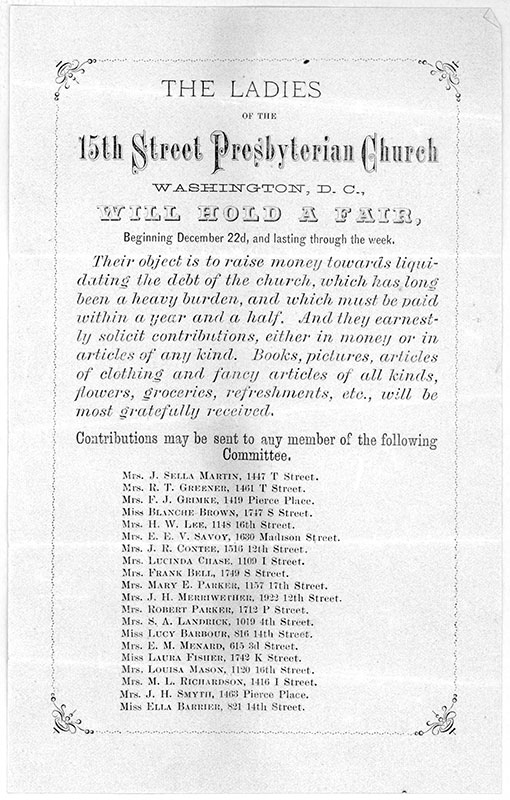 THE LADIES
OF THE
15th Street Presbyterian Church
WASHINGTON, D. C.,
WILL HOLD A FAIR,
Beginning December 22d, and lasting through the week.
Their object is to raise money towards liqui-
dating the debt of the church, which has long
been a heavy burden, and which must be paid
within a year and a half. And they earnest-
ly solicit contributions, either in money or in
articles of any kind. Books, pictures, articles
of clothing and fancy articles of all kinds,
flowers, groceries, refreshments, etc., will be
most gratefully received.
Contributions may be sent to any member of the following
Committee.
Mrs. J. Sella Martin, 1447 T Street.
Mrs. R. T. Greener, 1461 T Street.
Mrs. F. J. Grimke, 1419 Pierce Place.
Miss Blanche Brown, 1747 S Street.
Mrs. H. W. Lee, 1148 16th Street.
Mrs. E. E. V. Savoy, 1630 Madison Street.
Mrs. J. R. Contee, 1516 12th Street.
Mrs. Lucinda Chase, 1109 I Street.
Mrs. Frank Bell, 1749 S Street.
Mrs. Mary E. Parker, 1157 17th Street.
Mrs. J. H. Merriwether, 1922 12th Street.
Mrs. Robert Parker, 1712 P Street.
Mrs. S. A. Landrick, 1019 4th Street.
Miss Lucy Barbour, 816 14th Street.
Mrs. E. M. Menard, 615 3d Street.
Miss Laura Fisher, 1742 K Street.
Mrs. Louisa Mason, 1120 16th Street.
Mrs. M. L. Richardson, 1416 I Street.
Mrs. J. H. Smyth, 1463 Pierce Place.
Miss Ella Barrier, 821 14th Street.